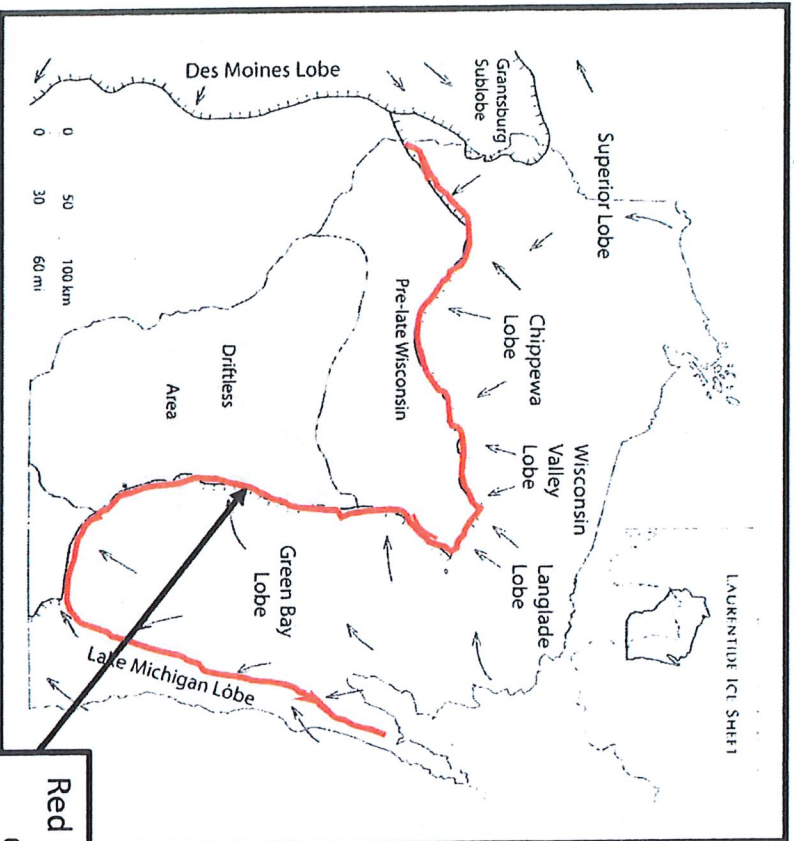 LAURENTIDE ICE SHEET
Superior Lobe
Grantsburg
Sublobe
Des Moines Lobe
Chippewa
Lobe
Wisconsin
Valley
Lobe
Langlade
Lobe
Pre-late Wisconsin
Green Bay
Lobe
Driftless
Area
Lake Michigan Lobe
0 50 100 km
0 30 60 mi
Red